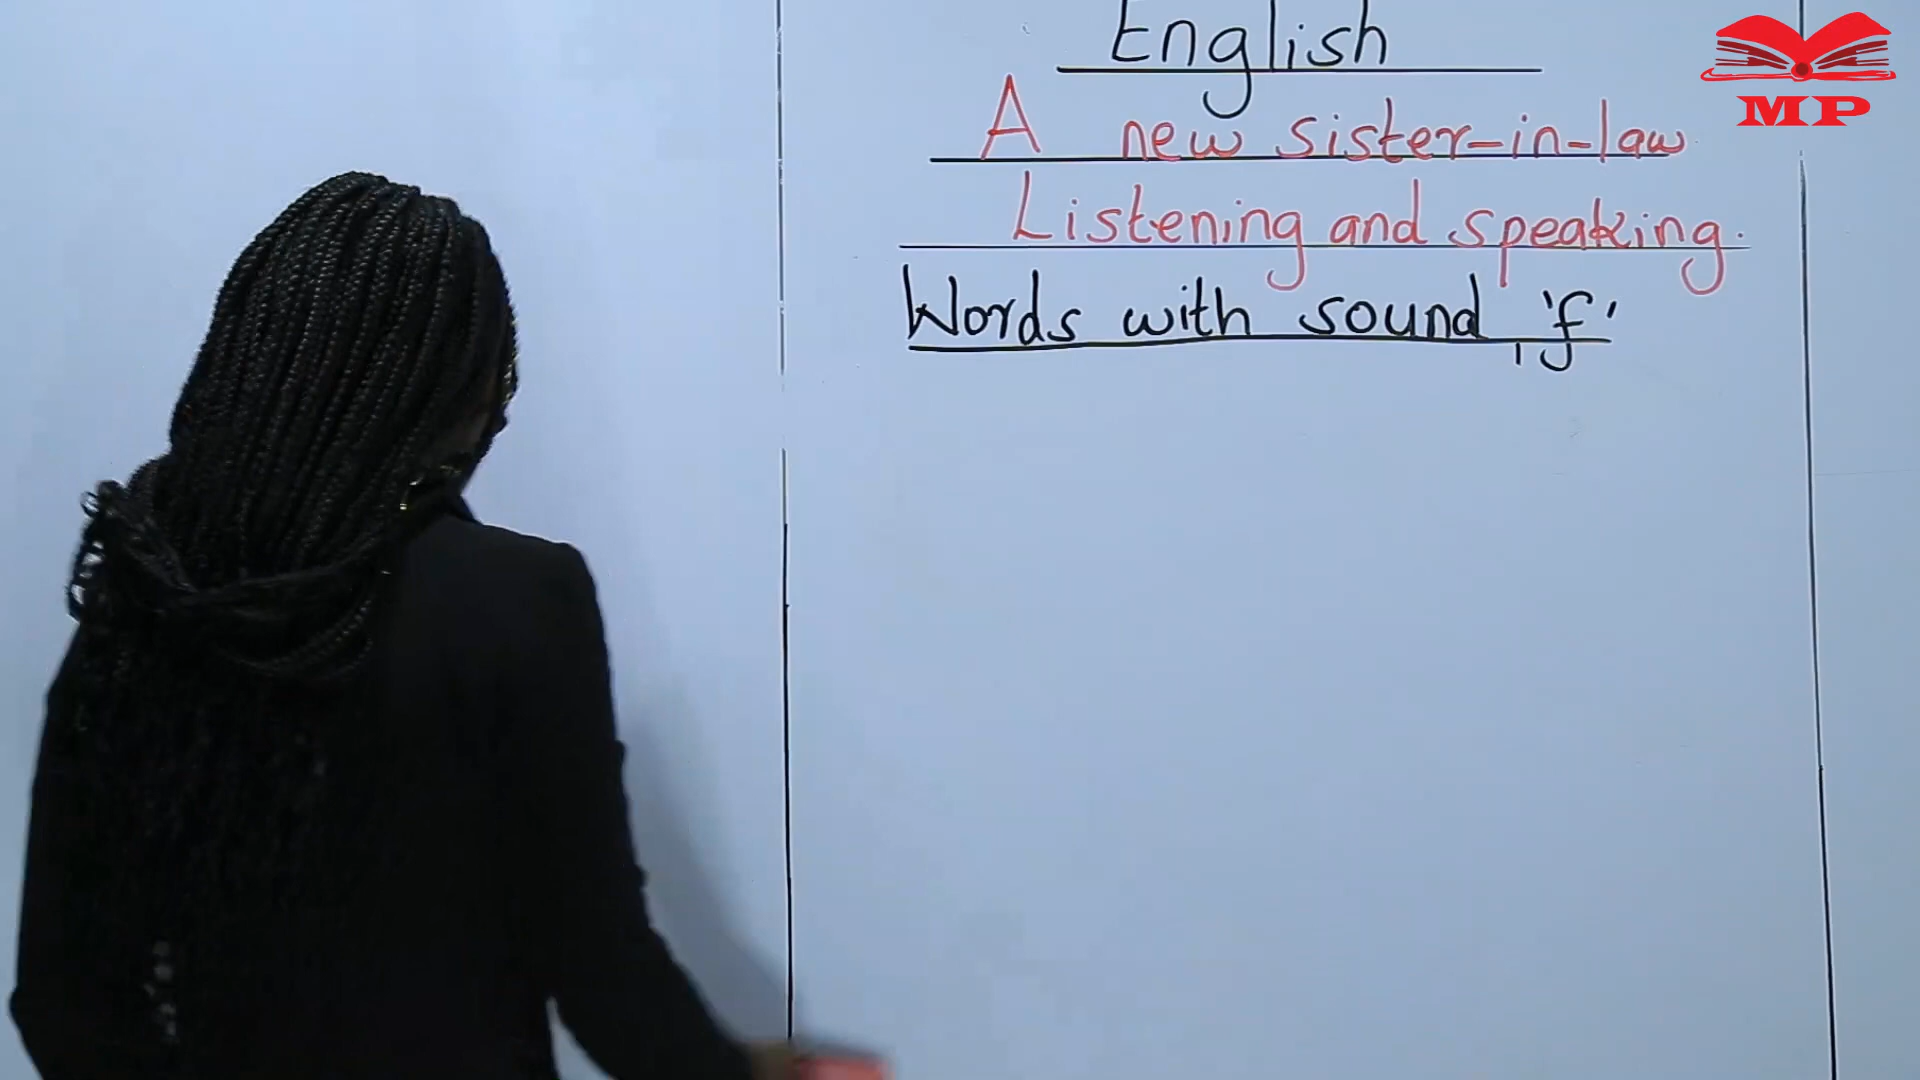 English
MP
A new sister-in-law
Listening and speaking.
Words with sound 'f'